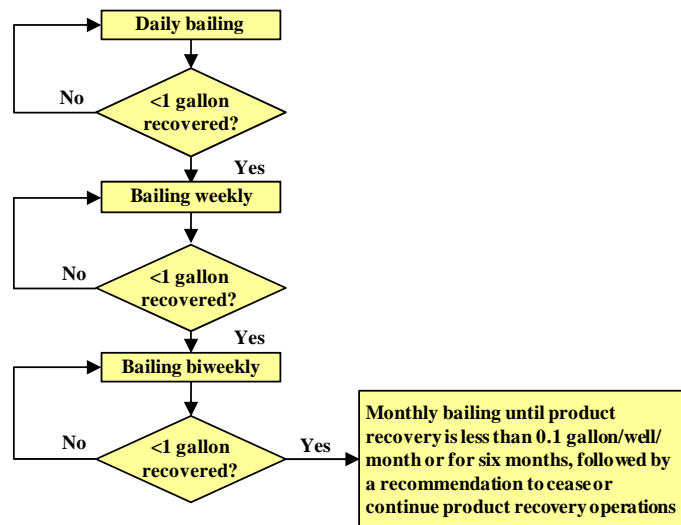 Daily bailing
<1 gallon
recovered?
No
Yes
Bailing weekly
<1 gallon
recovered?
No
Yes
Bailing biweekly
<1 gallon
recovered?
No
Yes
Monthly bailing until product
recovery is less than 0.1 gallon/well/
month or for six months, followed by
a recommendation to cease or
continue product recovery operations